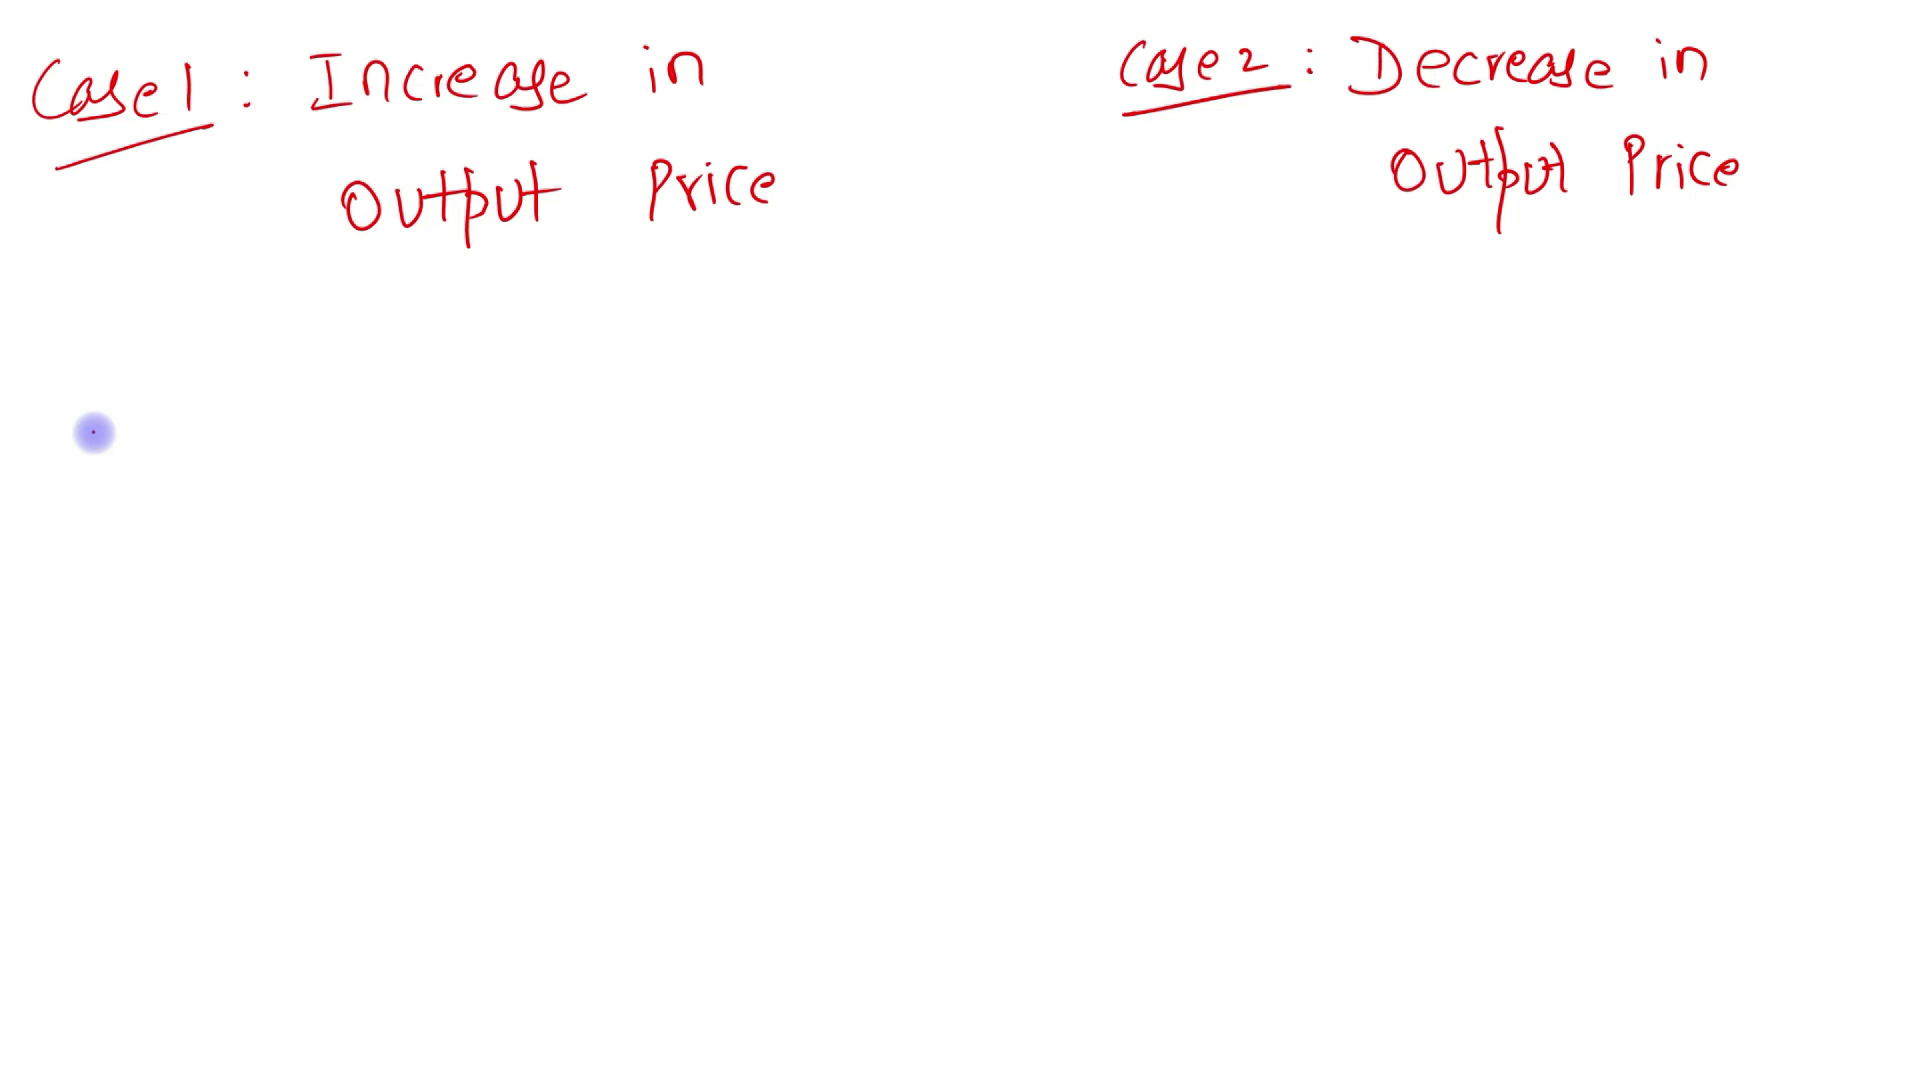 Case 1 : Increase in
Output Price
Case 2 : Decrease in
Output Price